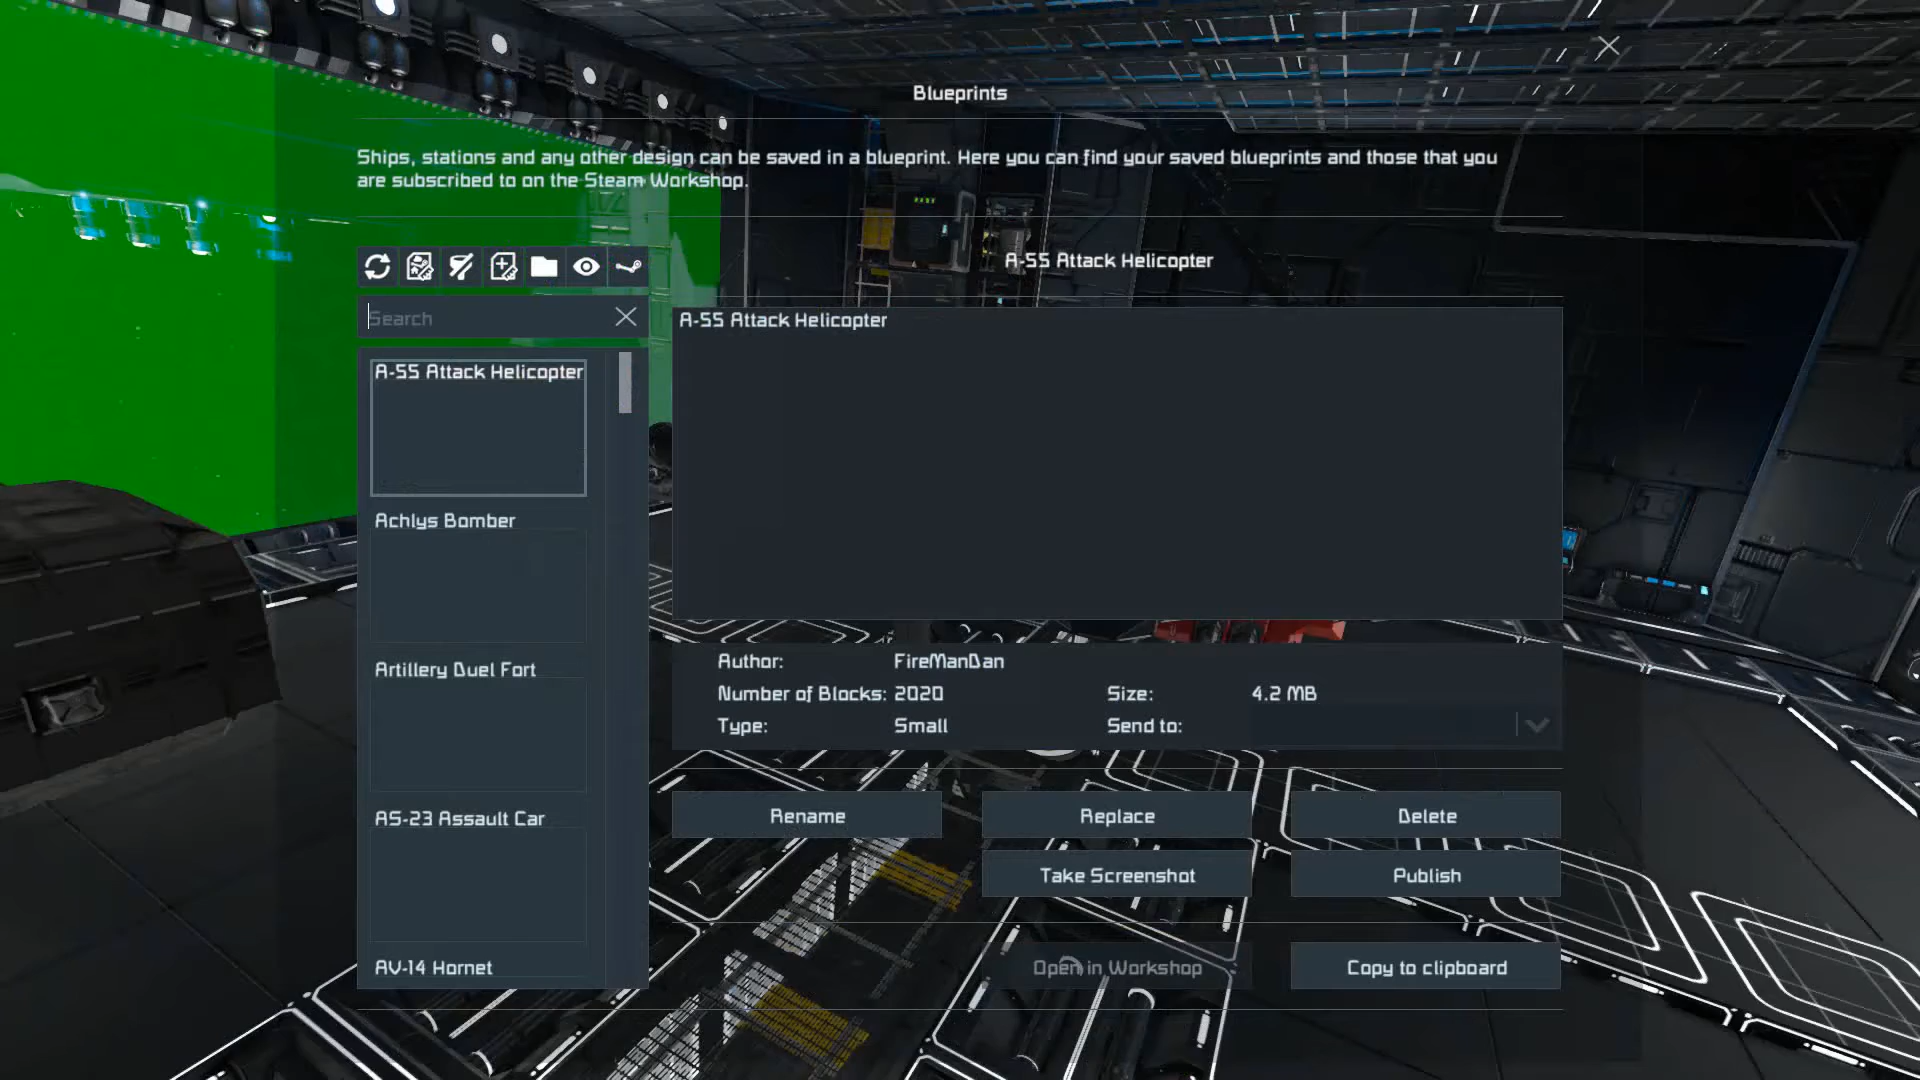 Blueprints
Ships, stations and any other design can be saved in a blueprint. Here you can find your saved blueprints and those that you
are subscribed to on the Steam Workshop.
A-55 Attack Helicopter
Search
A-55 Attack Helicopter
A-55 Attack Helicopter
Achlys Bomber
Artillery Duel Fort
AS-23 Assault Car
AV-14 Hornet
Author: FireManDan
Number of Blocks: 2020 Size: 4.2 MB
Type: Small Send to:
Rename Replace Delete
Take Screenshot Publish
Open in Workshop Copy to clipboard